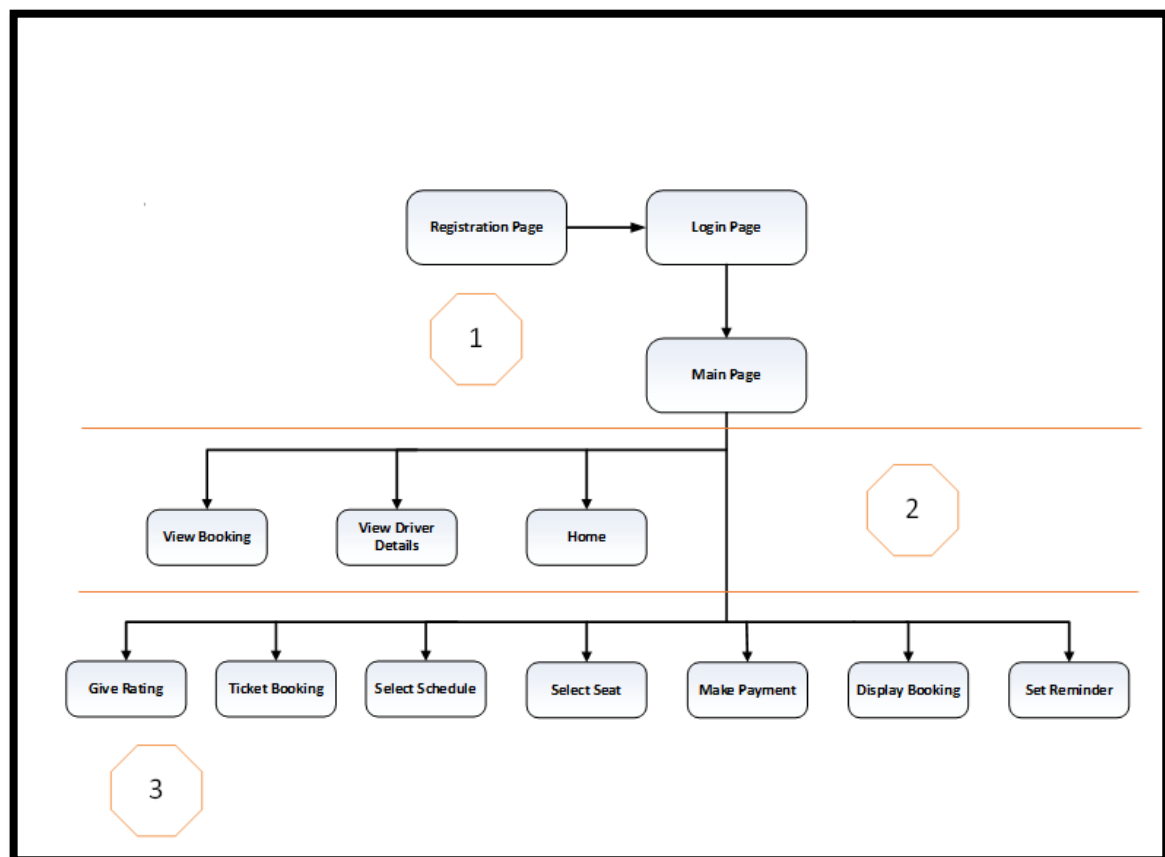 Registration Page
Login Page
1
Main Page
2
View Booking
View Driver
Details
Home
Give Rating
Ticket Booking
Select Schedule
Select Seat
Make Payment
Display Booking
Set Reminder
3